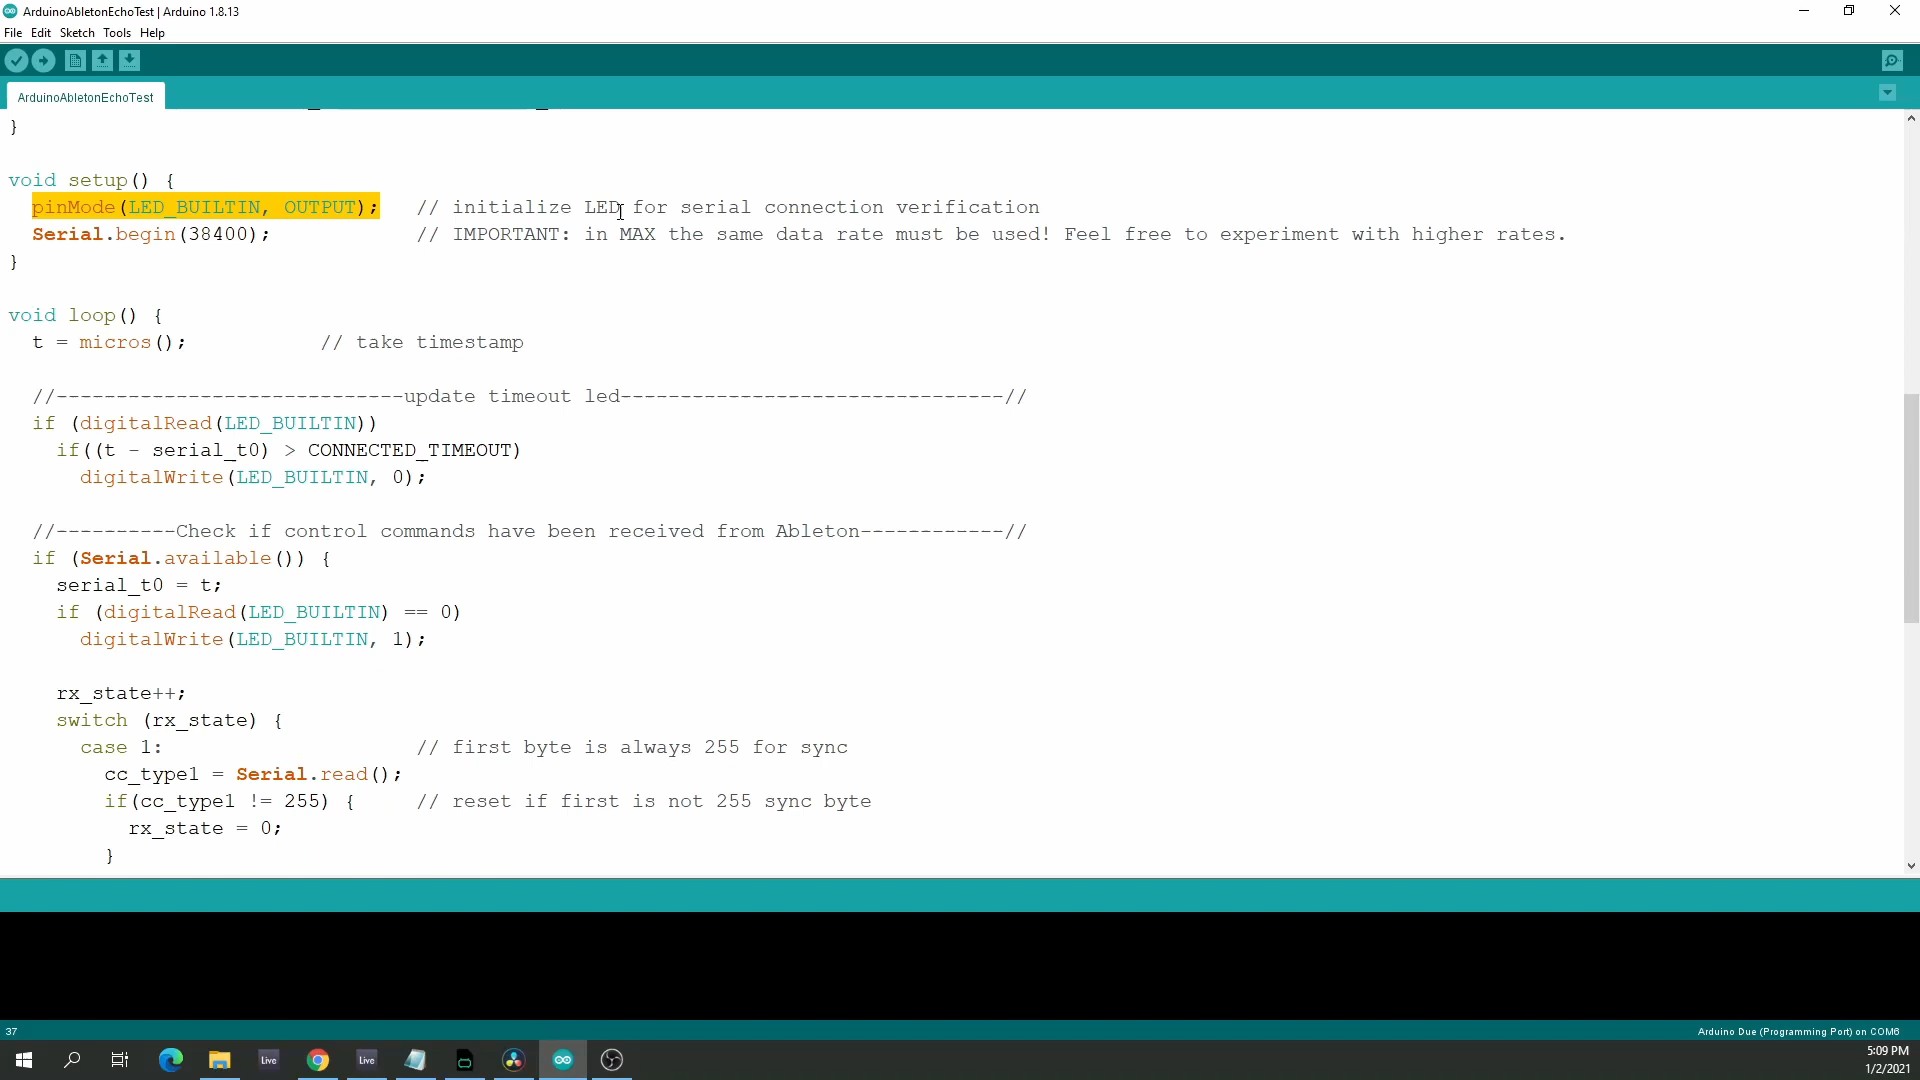 ArduinoAbletonEchoTest | Arduino 1.8.13
File Edit Sketch Tools Help
ArduinoAbletonEchoTest
}
void setup() {
pinMode(LED_BUILTIN, OUTPUT); // initialize LED for serial connection verification
Serial.begin(38400); // IMPORTANT: in MAX the same data rate must be used! Feel free to experiment with higher rates.
}
void loop() {
t = micros(); // take timestamp
//-----------------------------update timeout led--------------------------------//
if (digitalRead(LED_BUILTIN))
if((t - serial_t0) > CONNECTED_TIMEOUT)
digitalWrite(LED_BUILTIN, 0);
//----------Check if control commands have been received from Ableton------------//
if (Serial.available()) {
serial_t0 = t;
if (digitalRead(LED_BUILTIN) == 0)
digitalWrite(LED_BUILTIN, 1);
rx_state++;
switch (rx_state) {
case 1: // first byte is always 255 for sync
cc_type1 = Serial.read();
if(cc_type1 != 255) { // reset if first is not 255 sync byte
rx_state = 0;
}
37
Arduino Due (Programming Port) on COM6
Live
Live
5:09 PM
1/2/2021